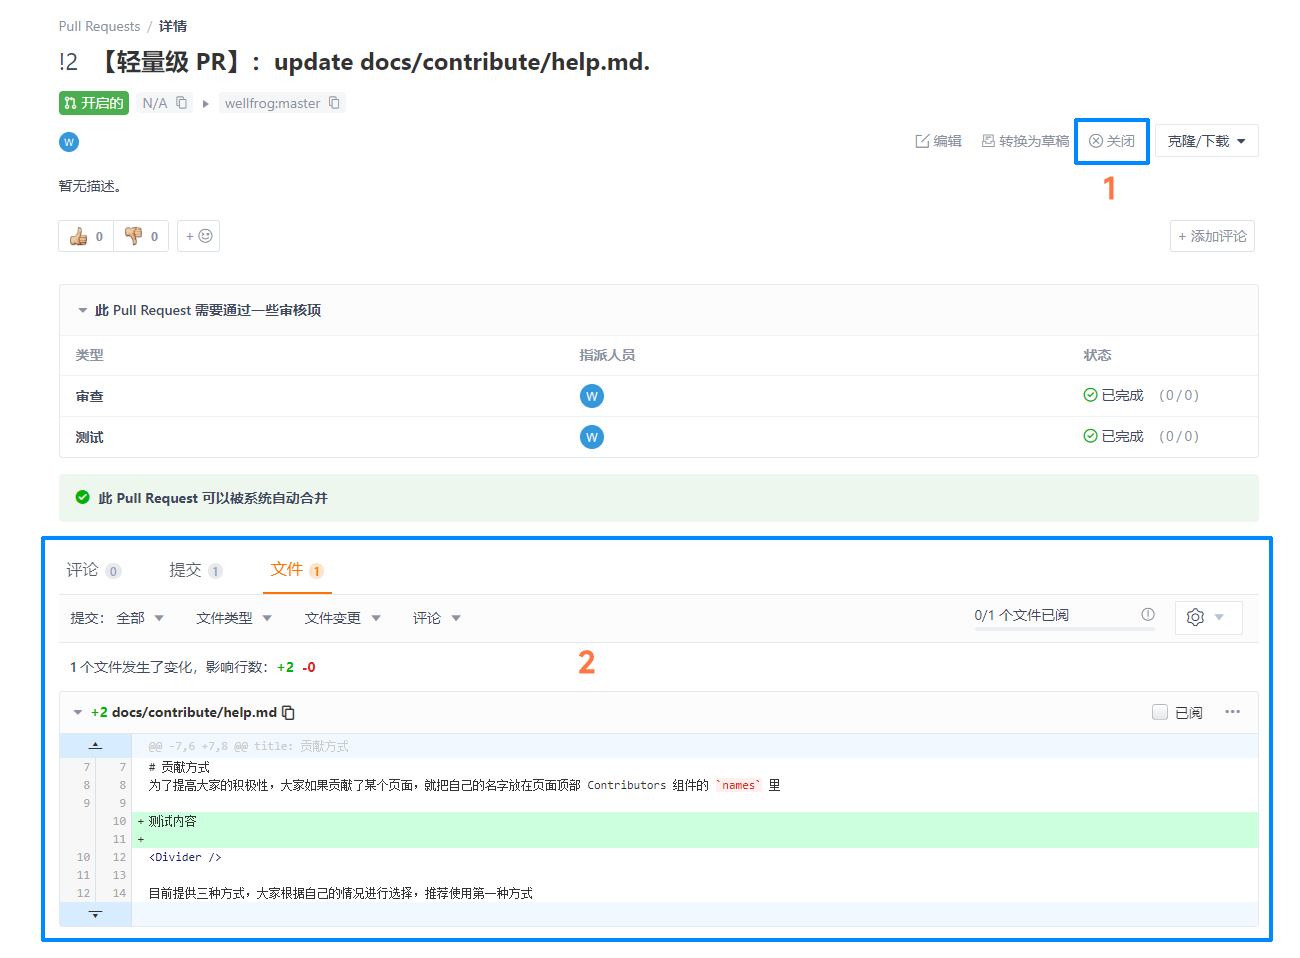 Pull Requests / 详情
!2 【轻量级 PR】：update docs/contribute/help.md.
开启的 N/A wellfrog:master
W
编辑 转换为草稿 关闭 克隆/下载
1
暂无描述。
0 0 +
+ 添加评论
此 Pull Request 需要通过一些审核项
类型 指派人员 状态
审查 W 已完成 (0/0)
测试 W 已完成 (0/0)
此 Pull Request 可以被系统自动合并
评论 0 提交 1 文件 1
提交： 全部 文件类型 文件变更 评论 0/1 个文件已阅
1 个文件发生了变化，影响行数： +2 -0
2
+2 docs/contribute/help.md 已阅 ...
@@ -7,6 +7,8 @@ title: 贡献方式
7 7 # 贡献方式
8 8 为了提高大家的积极性，大家如果贡献了某个页面，就把自己的名字放在页面顶部 Contributors 组件的 `names` 里
9 9
10 + 测试内容
11 +
10 12 <Divider />
11 13
12 14 目前提供三种方式，大家根据自己的情况进行选择，推荐使用第一种方式